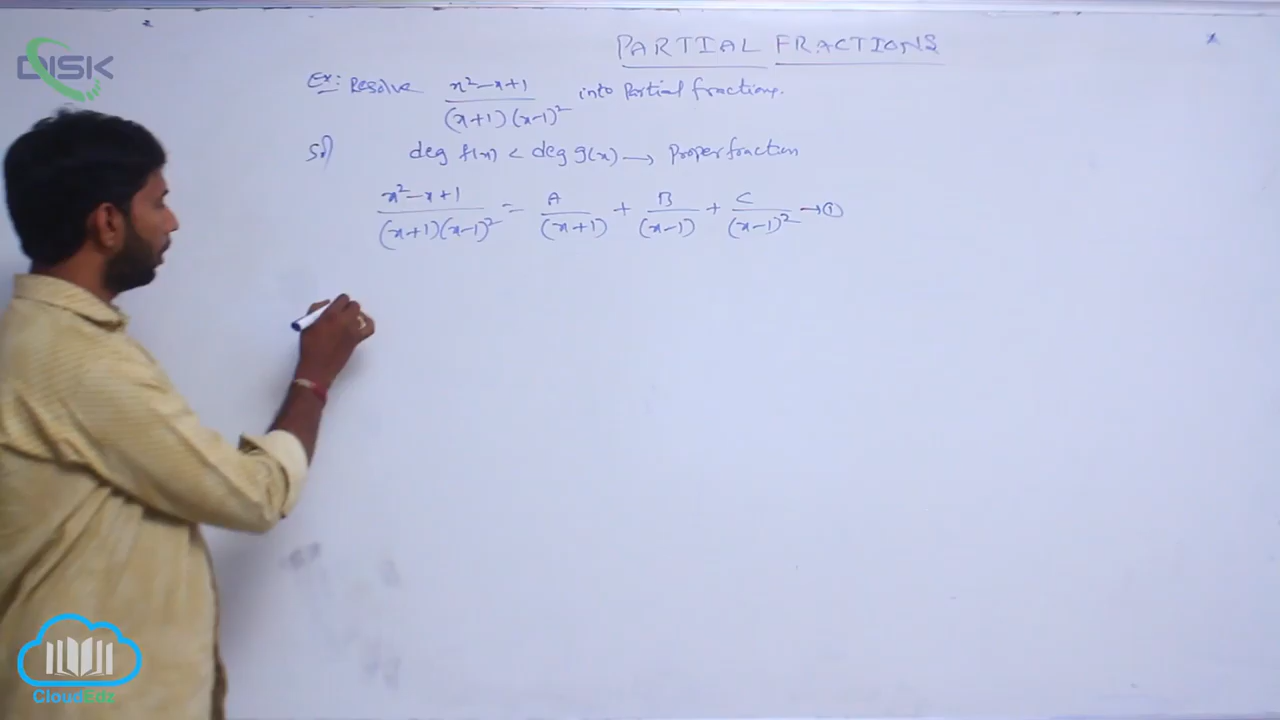 DISK
PARTIAL FRACTIONS
Ex:- Resolve x²-x+1/(x+1)(x-1)² into Partial fractions.
Sol deg f(x) < deg g(x) → Proper fraction
x²-x+1/(x+1)(x-1)² = A/(x+1) + B/(x-1) + C/(x-1)² → ①
CloudEdz